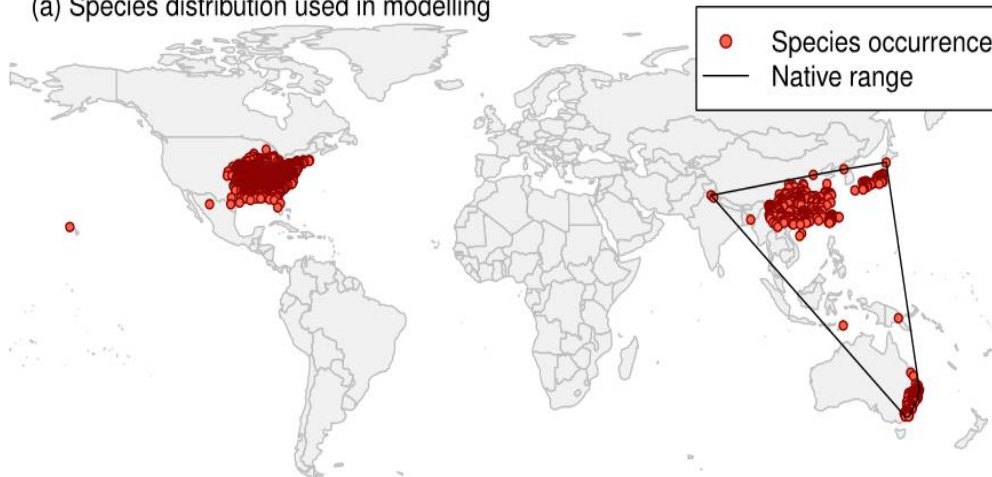 (a) Species distribution used in modelling
Species occurrence
Native range